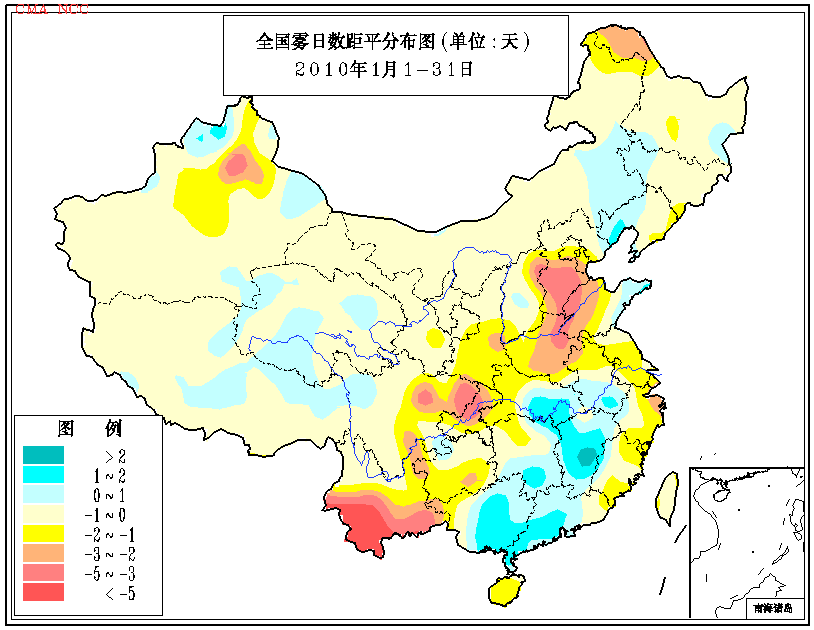 CMA NCC
全国雾日数距平分布图(单位:天)
2010年1月1-31日
图 例
>2
1~2
0~1
-1~0
-2~-1
-3~-2
-5~-3
<-5
南海诸岛